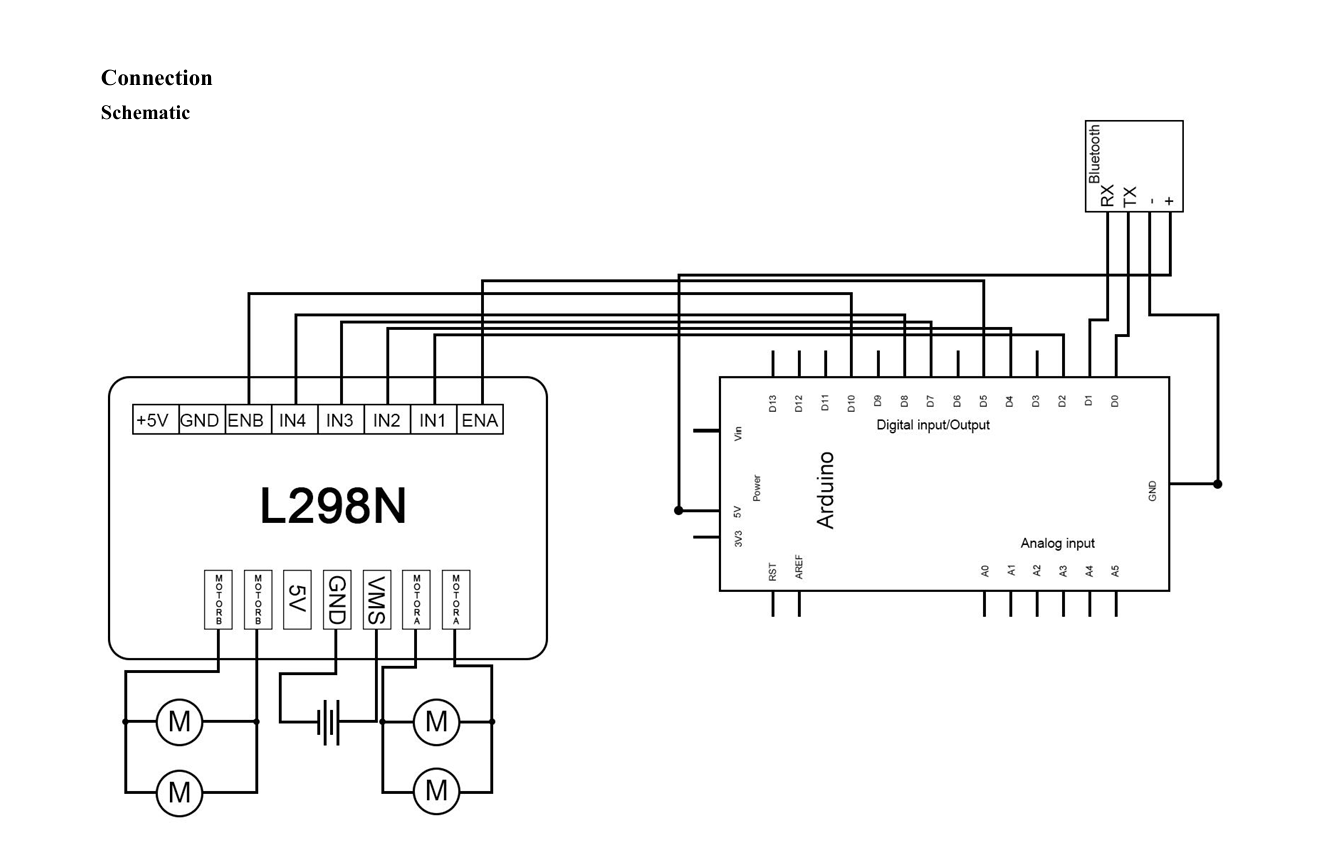 Connection
Schematic
Bluetooth
RX
TX
-
+
+5V
GND
ENB
IN4
IN3
IN2
IN1
ENA
L298N
MOTORB
MOTORB
5V
GND
VMS
MOTORA
MOTORA
M
M
M
M
D13
D12
D11
D10
D9
D8
D7
D6
D5
D4
D3
D2
D1
D0
Digital input/Output
Vin
Power
5V
3V3
Arduino
GND
Analog input
RST
AREF
A0
A1
A2
A3
A4
A5